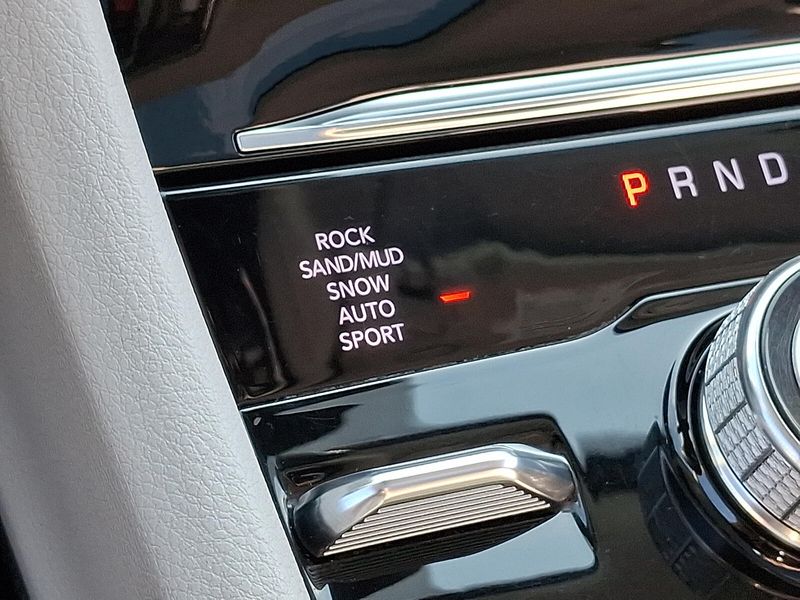 P R N D
ROCK
SAND/MUD
SNOW
AUTO
SPORT